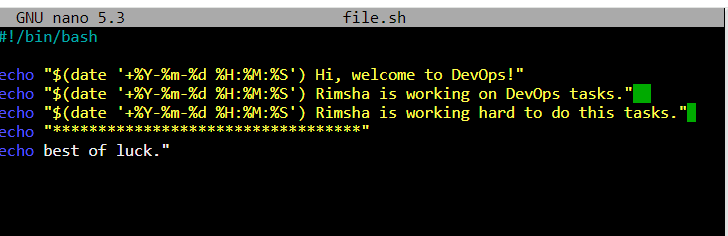 GNU nano 5.3 file.sh
#!/bin/bash
echo "$(date '+%Y-%m-%d %H:%M:%S') Hi, welcome to DevOps!"
echo "$(date '+%Y-%m-%d %H:%M:%S') Rimsha is working on DevOps tasks."
echo "$(date '+%Y-%m-%d %H:%M:%S') Rimsha is working hard to do this tasks."
echo "**********************************"
echo best of luck."